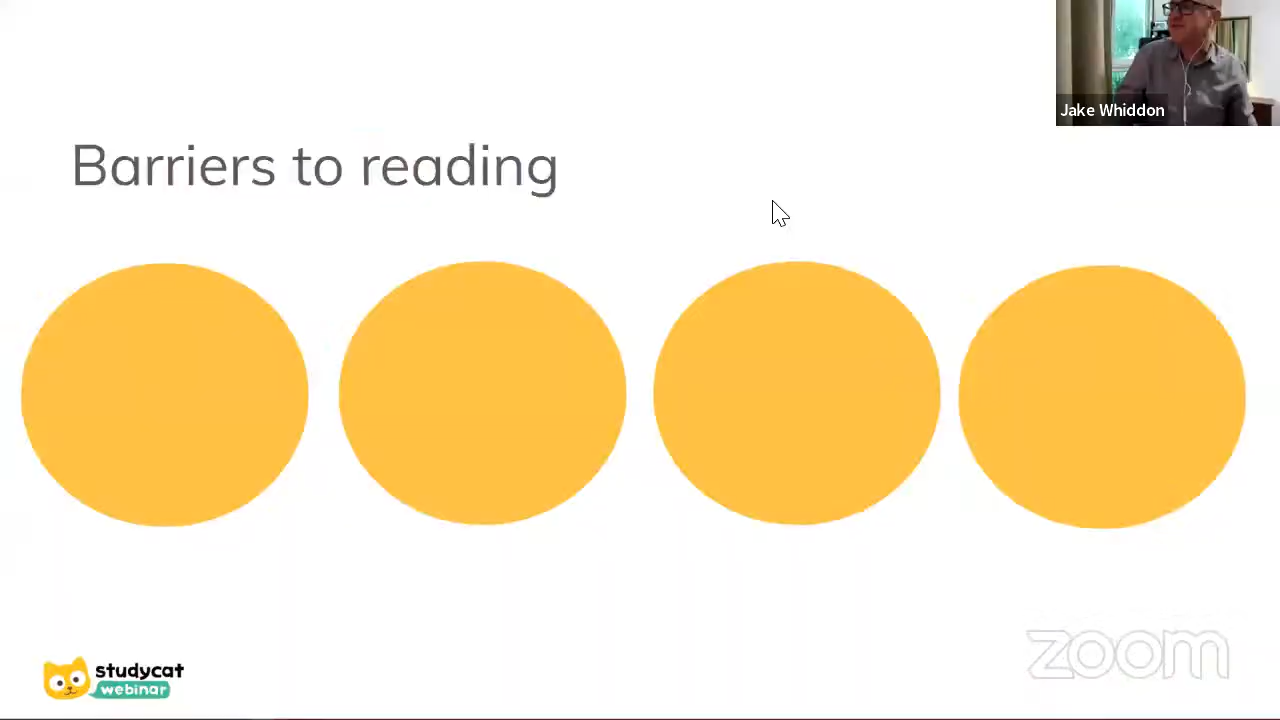 Jake Whiddon
Barriers to reading
studycat
webinar
zoom